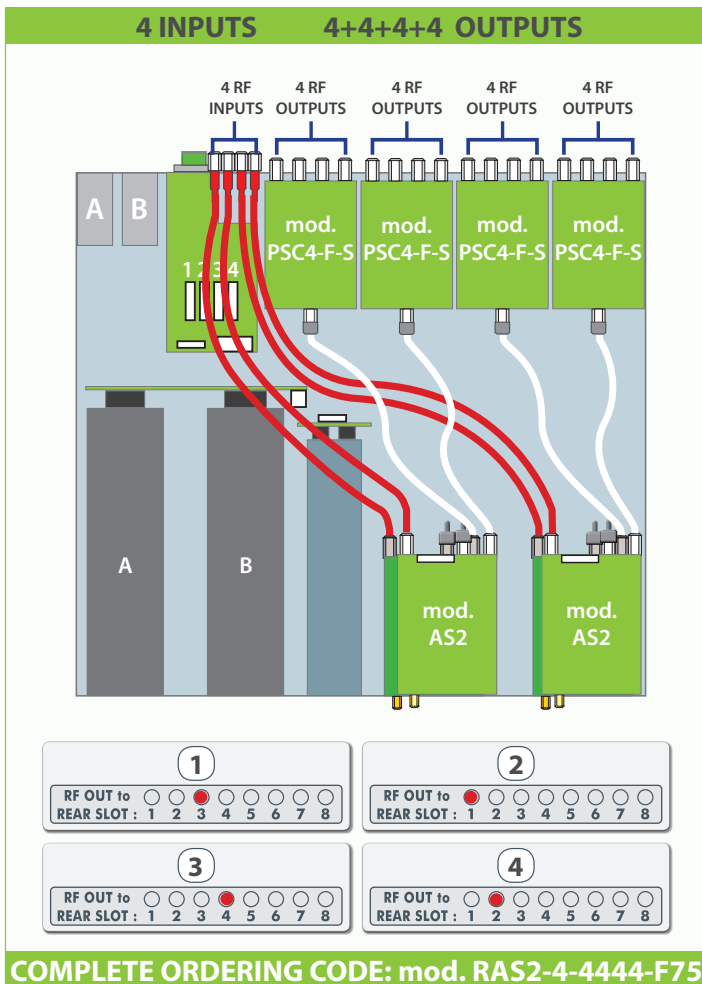 4 INPUTS 4+4+4+4 OUTPUTS
4 RF
INPUTS
4 RF
OUTPUTS
4 RF
OUTPUTS
4 RF
OUTPUTS
4 RF
OUTPUTS
A B
1 2 3 4
mod.
PSC4-F-S
mod.
PSC4-F-S
mod.
PSC4-F-S
mod.
PSC4-F-S
A
B
mod.
AS2
mod.
AS2
1
RF OUT to
REAR SLOT : 1 2 3 4 5 6 7 8
2
RF OUT to
REAR SLOT : 1 2 3 4 5 6 7 8
3
RF OUT to
REAR SLOT : 1 2 3 4 5 6 7 8
4
RF OUT to
REAR SLOT : 1 2 3 4 5 6 7 8
COMPLETE ORDERING CODE: mod. RAS2-4-4444-F75